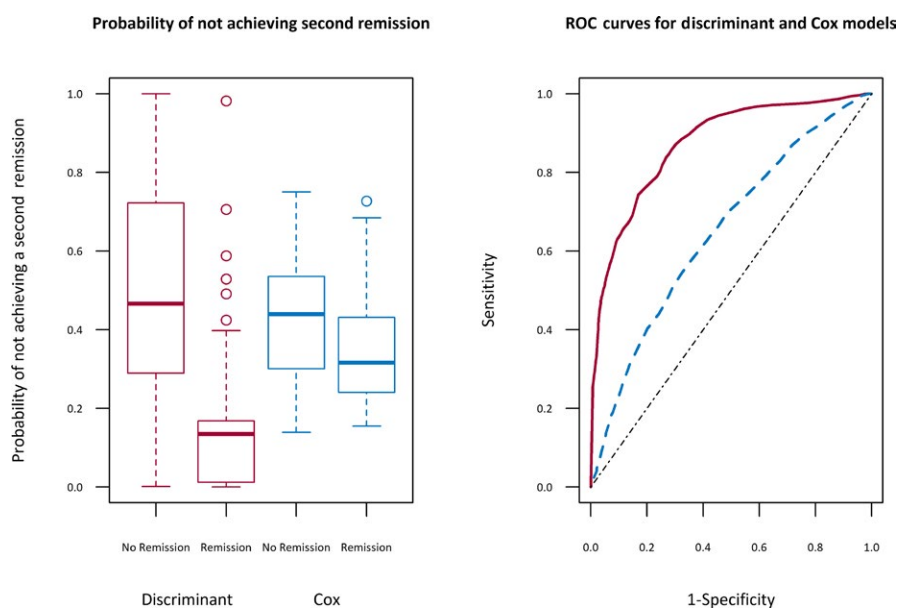 Probability of not achieving second remission
Probability of not achieving a second remission
1.0
0.8
0.6
0.4
0.2
0.0
No Remission Remission No Remission Remission
Discriminant Cox
ROC curves for discriminant and Cox models
Sensitivity
1.0
0.8
0.6
0.4
0.2
0.0
0.0 0.2 0.4 0.6 0.8 1.0
1-Specificity